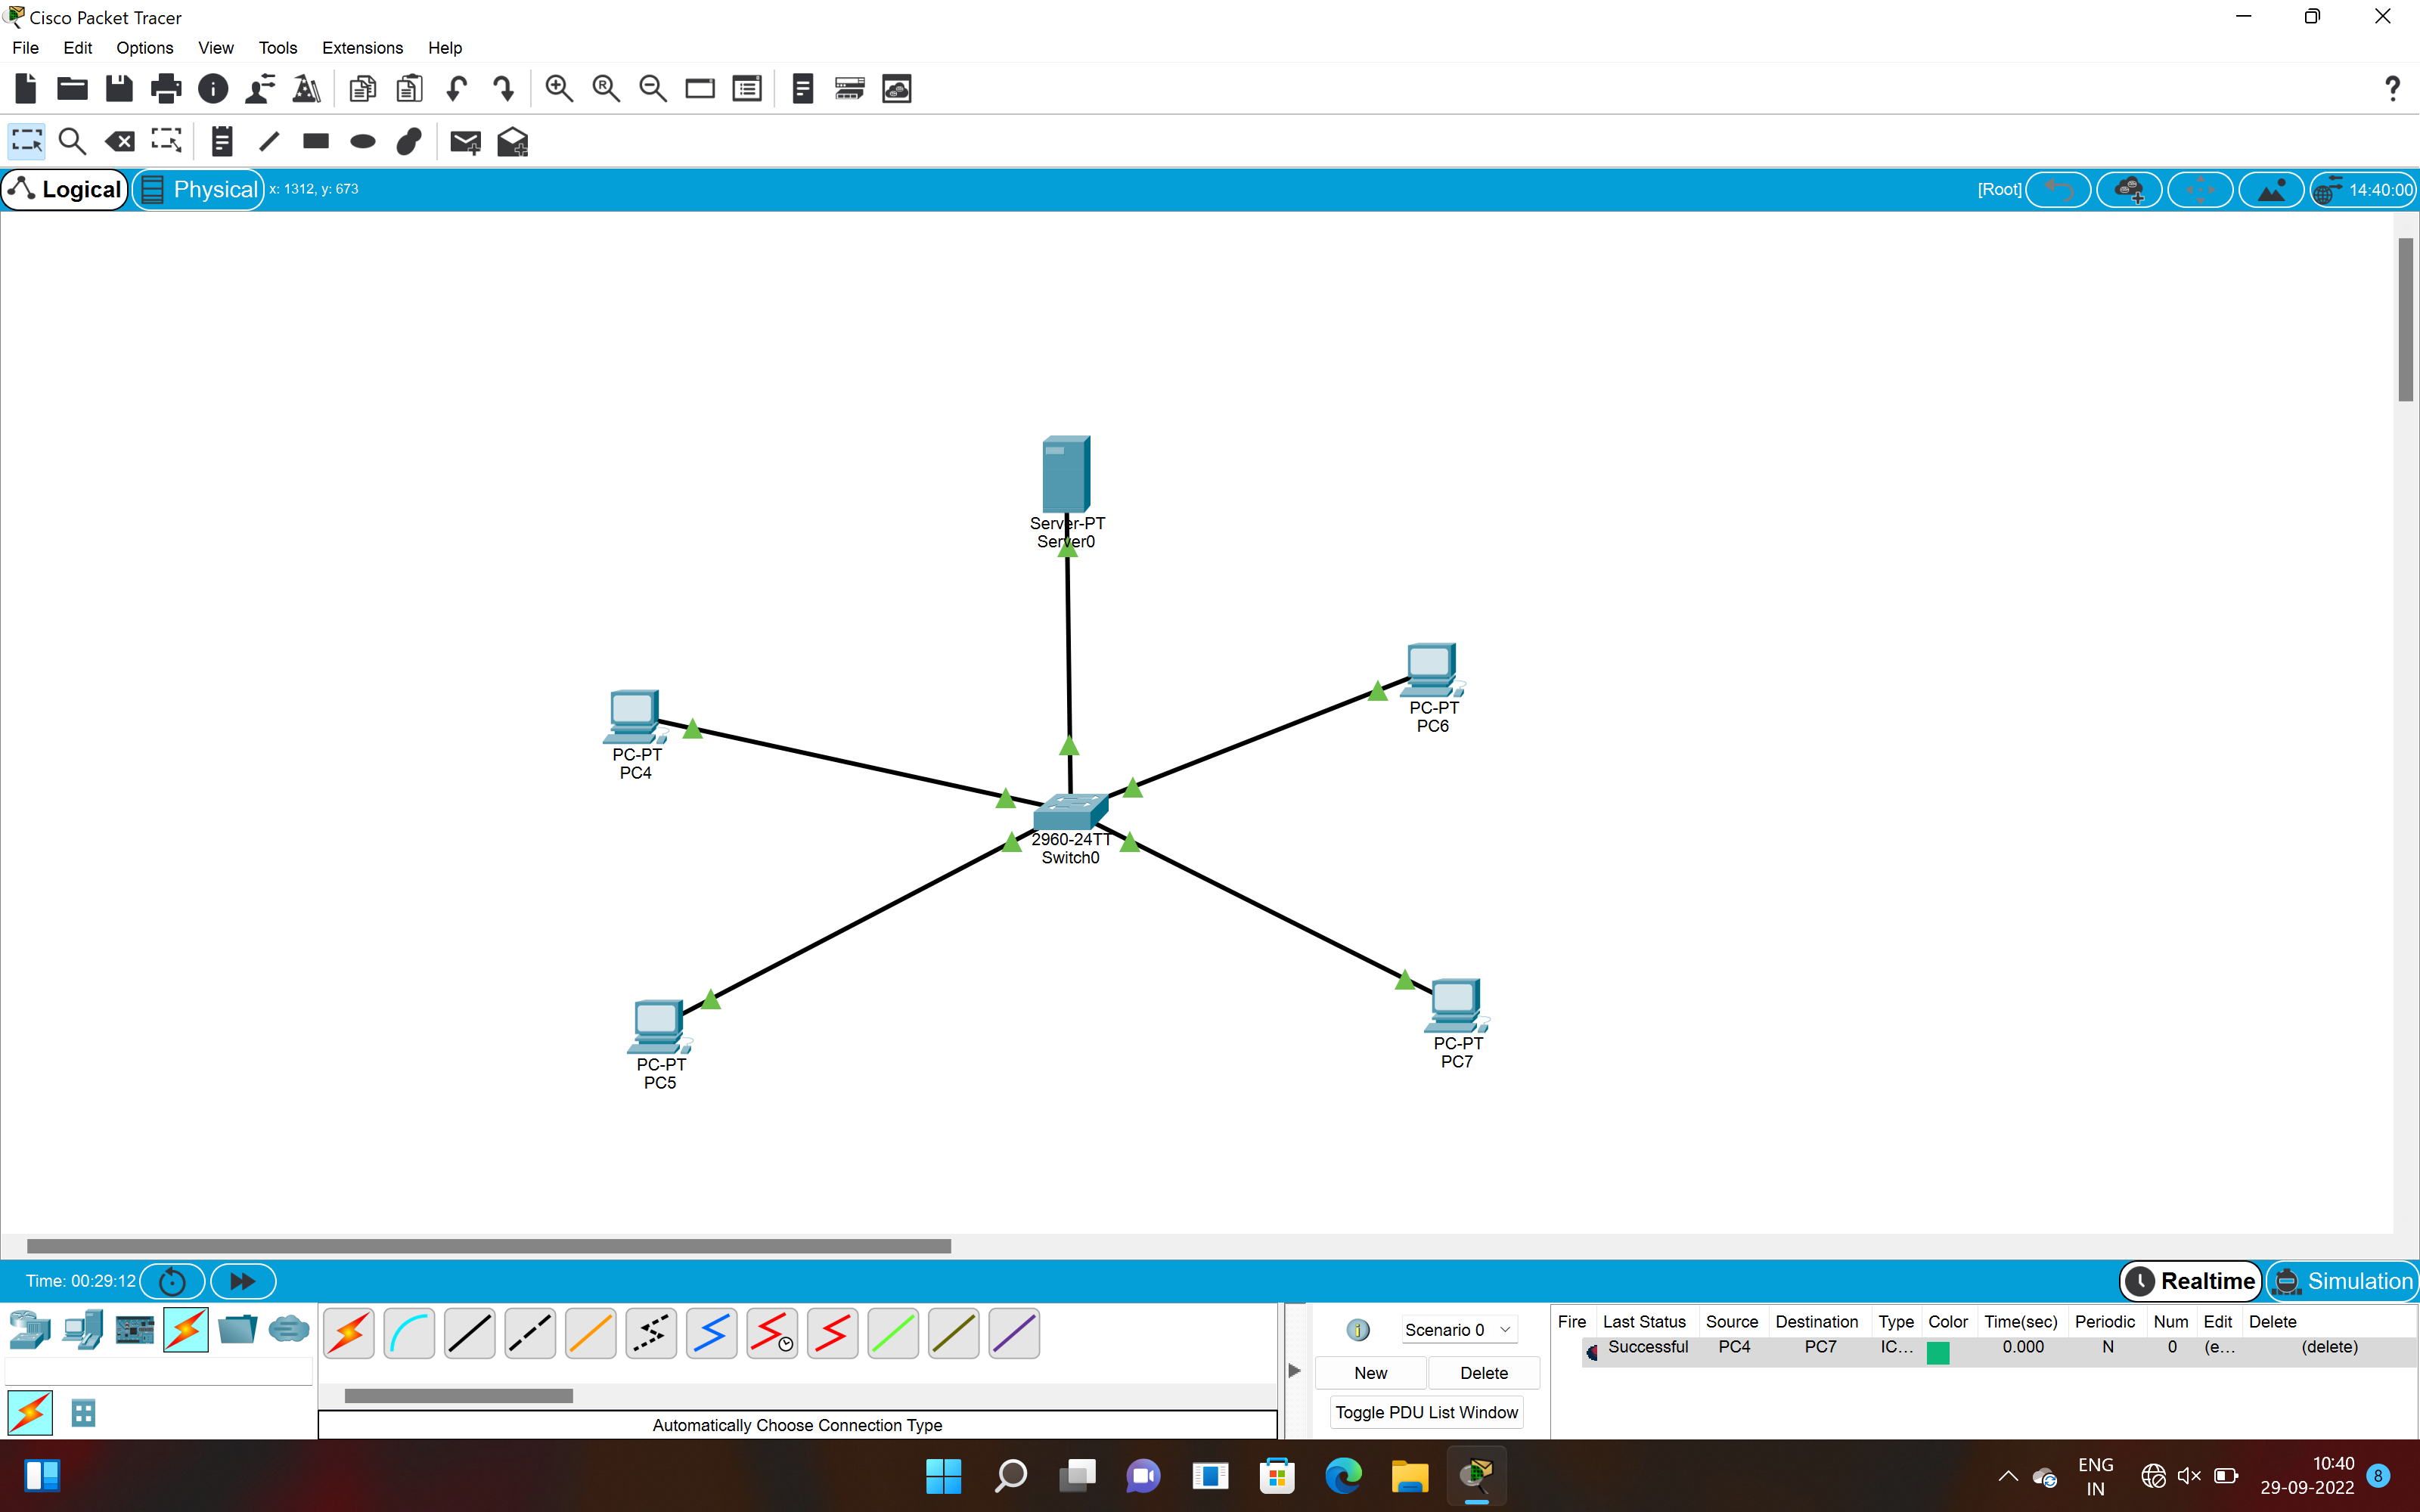 Cisco Packet Tracer
File Edit Options View Tools Extensions Help
Logical Physical x: 1312, y: 673 [Root] 14:40:00
Server-PT
Server0
PC-PT
PC6
PC-PT
PC4
2960-24TT
Switch0
PC-PT
PC7
PC-PT
PC5
Time: 00:29:12 Realtime Simulation
Scenario 0
New Delete
Toggle PDU List Window
Fire Last Status Source Destination Type Color Time(sec) Periodic Num Edit Delete
Successful PC4 PC7 IC... 0.000 N 0 (e... (delete)
Automatically Choose Connection Type
ENG
IN
10:40
29-09-2022
8